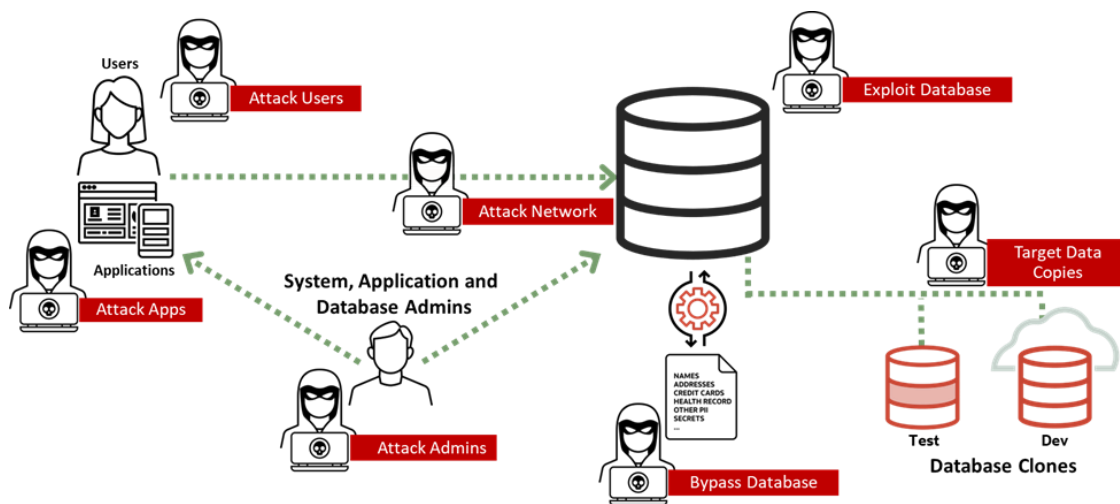 Users
Attack Users
Exploit Database
Attack Network
Applications
Attack Apps
System, Application and
Database Admins
Target Data
Copies
NAMES
ADDRESSES
CREDIT CARDS
HEALTH RECORD
OTHER PII
SECRETS
...
Attack Admins
Bypass Database
Test
Dev
Database Clones